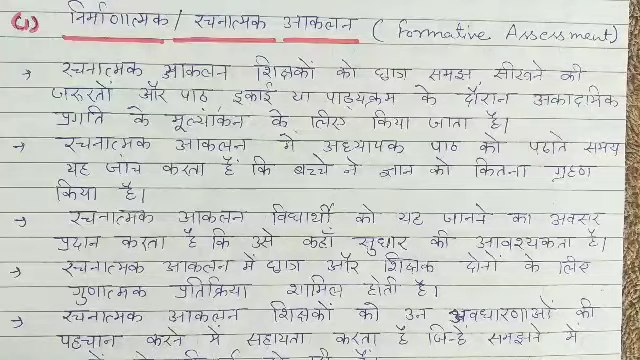 (1) निर्माणात्मक / रचनात्मक आकलन (Formative Assessment)
→ रचनात्मक आकलन शिक्षकों को छात्र समझ सीखने की
जरूरतों और पाठ इकाई या पाठ्यक्रम के दौरान अकादमिक
प्रगति के मूल्यांकन के लिए किया जाता है।
→ रचनात्मक आकलन में अध्यापक पाठ को पढ़ाते समय
यह जांच करता है कि बच्चे ने ज्ञान को कितना ग्रहण
किया है।
→ रचनात्मक आकलन विद्यार्थी को यह जानने का अवसर
प्रदान करता है कि उसे कहाँ सुधार की आवश्यकता है।
→ रचनात्मक आकलन में छात्र और शिक्षक दोनों के लिए
गुणात्मक प्रतिक्रिया शामिल होती है।
→ रचनात्मक आकलन शिक्षकों को उन अवधारणाओं की
पहचान करने में सहायता करता है जिन्हें समझने में